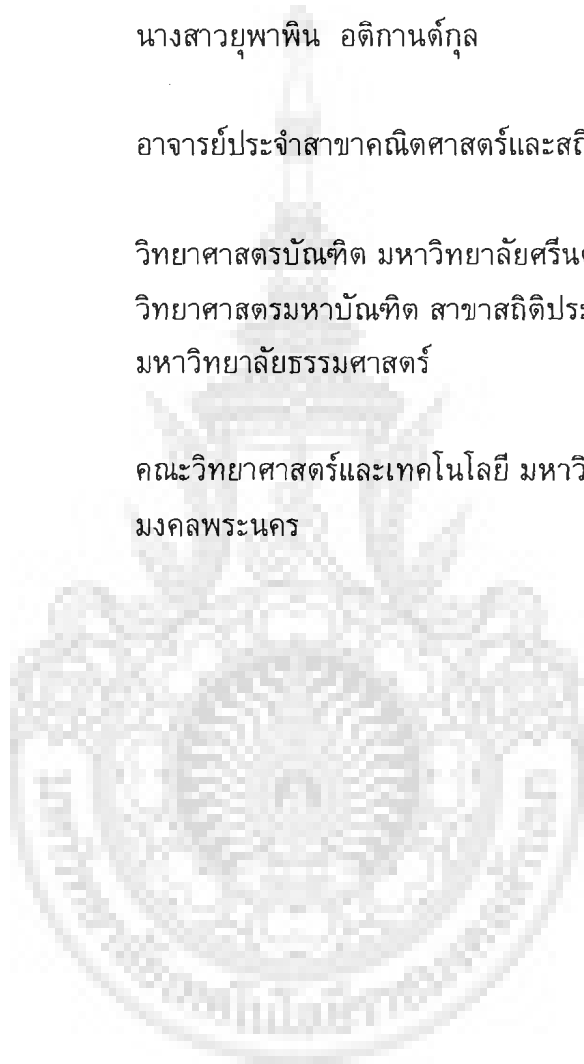 นางสาวยุพาพิน อติกานต์กุล
อาจารย์ประจำสาขาคณิตศาสตร์และสถิ
วิทยาศาสตรบัณฑิต มหาวิทยาลัยศรีน
วิทยาศาสตรมหาบัณฑิต สาขาสถิติประ
มหาวิทยาลัยธรรมศาสตร์
คณะวิทยาศาสตร์และเทคโนโลยี มหาวิ
มงคลพระนคร